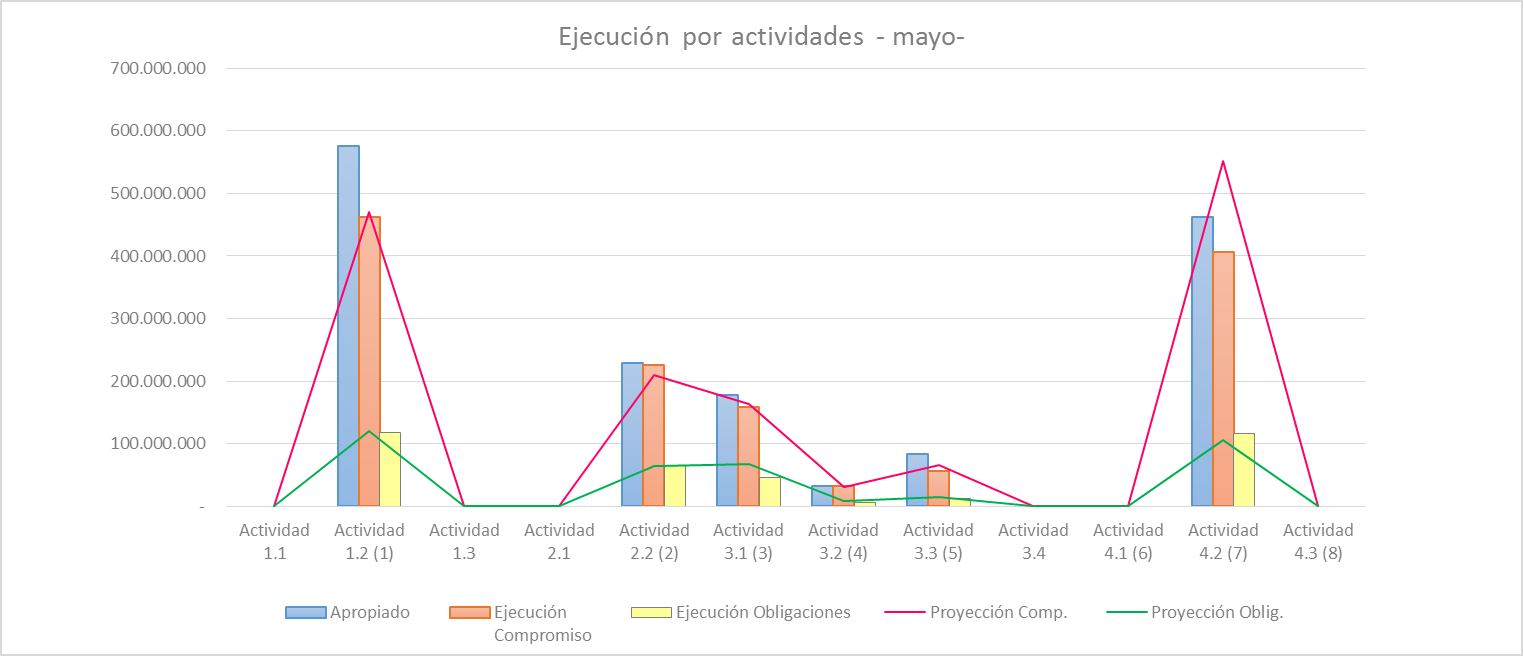 Ejecución por actividades - mayo-
700.000.000
600.000.000
500.000.000
400.000.000
300.000.000
200.000.000
100.000.000
-
Actividad 1.1
Actividad 1.2 (1)
Actividad 1.3
Actividad 2.1
Actividad 2.2 (2)
Actividad 3.1 (3)
Actividad 3.2 (4)
Actividad 3.3 (5)
Actividad 3.4
Actividad 4.1 (6)
Actividad 4.2 (7)
Actividad 4.3 (8)
Apropiado
Ejecución
Compromiso
Ejecución Obligaciones
Proyección Comp.
Proyección Oblig.